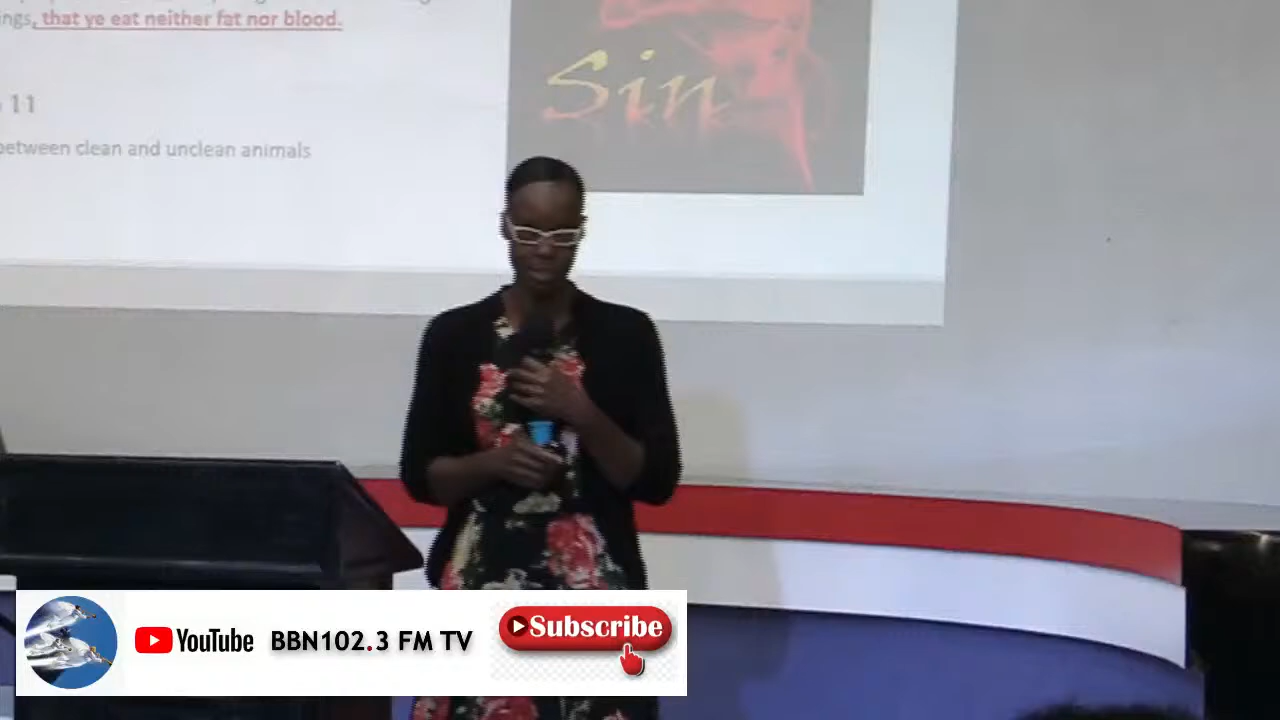 ings, that ye eat neither fat nor blood.
Sin
11
between clean and unclean animals
YouTube BBN102.3 FM TV Subscribe